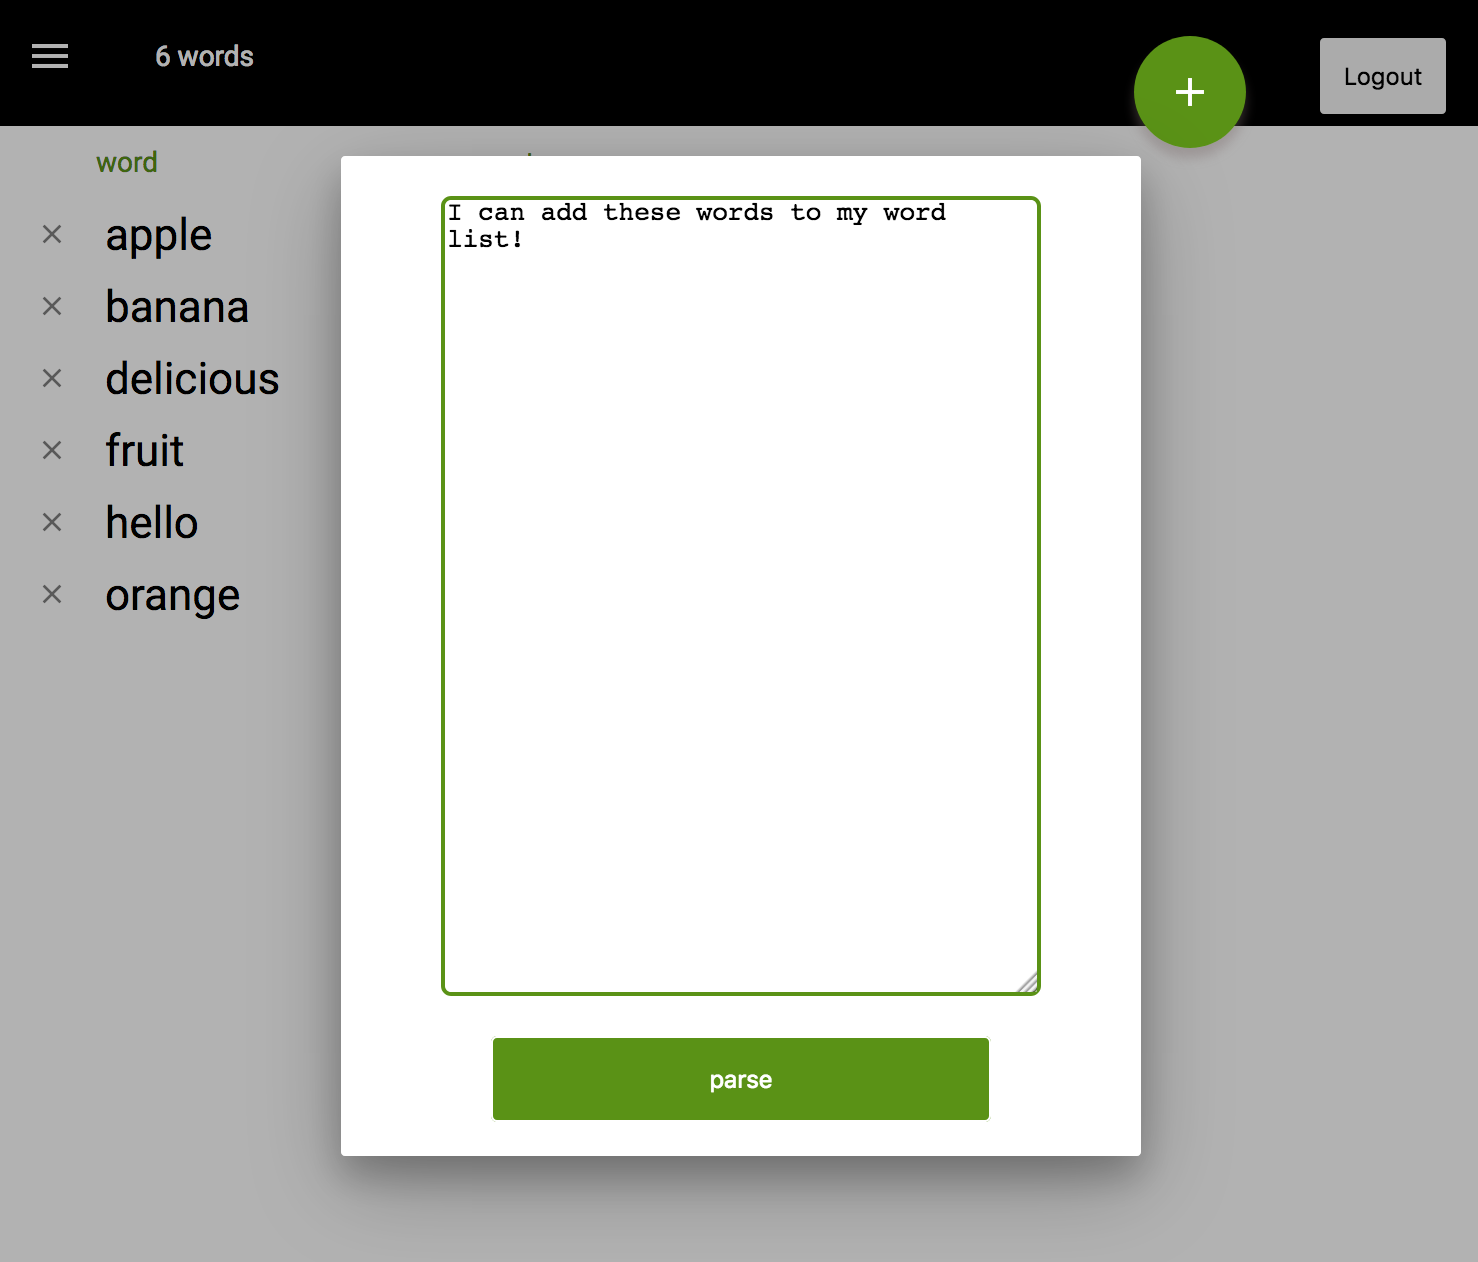 6 words
+
Logout
word
apple
banana
delicious
fruit
hello
orange
I can add these words to my word
list!
parse